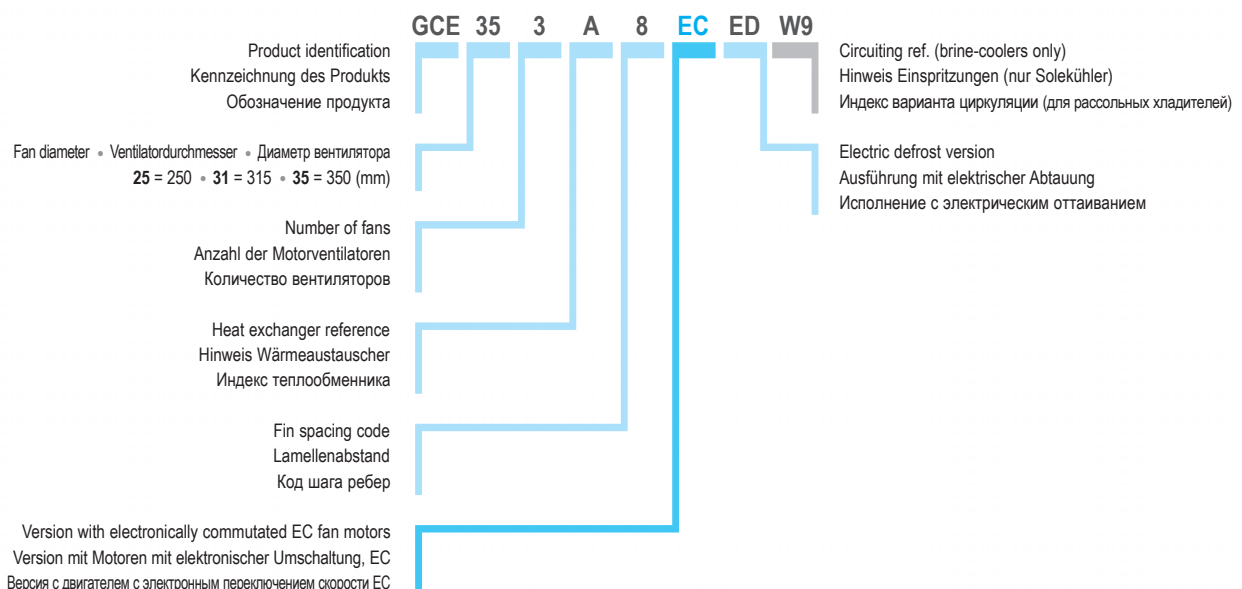 GCE 35 3 A 8 EC ED W9
Product identification
Kennzeichnung des Produkts
Обозначение продукта
Circuiting ref. (brine-coolers only)
Hinweis Einspritzungen (nur Solekühler)
Индекс варианта циркуляции (для рассольных хладителей)
Fan diameter • Ventilatordurchmesser • Диаметр вентилятора
25 = 250 • 31 = 315 • 35 = 350 (mm)
Electric defrost version
Ausführung mit elektrischer Abtauung
Исполнение с электрическим оттаиванием
Number of fans
Anzahl der Motorventilatoren
Количество вентиляторов
Heat exchanger reference
Hinweis Wärmeaustauscher
Индекс теплообменника
Fin spacing code
Lamellenabstand
Код шага ребер
Version with electronically commutated EC fan motors
Version mit Motoren mit elektronischer Umschaltung, EC
Версия с двигателем с электронным переключением скорости EC